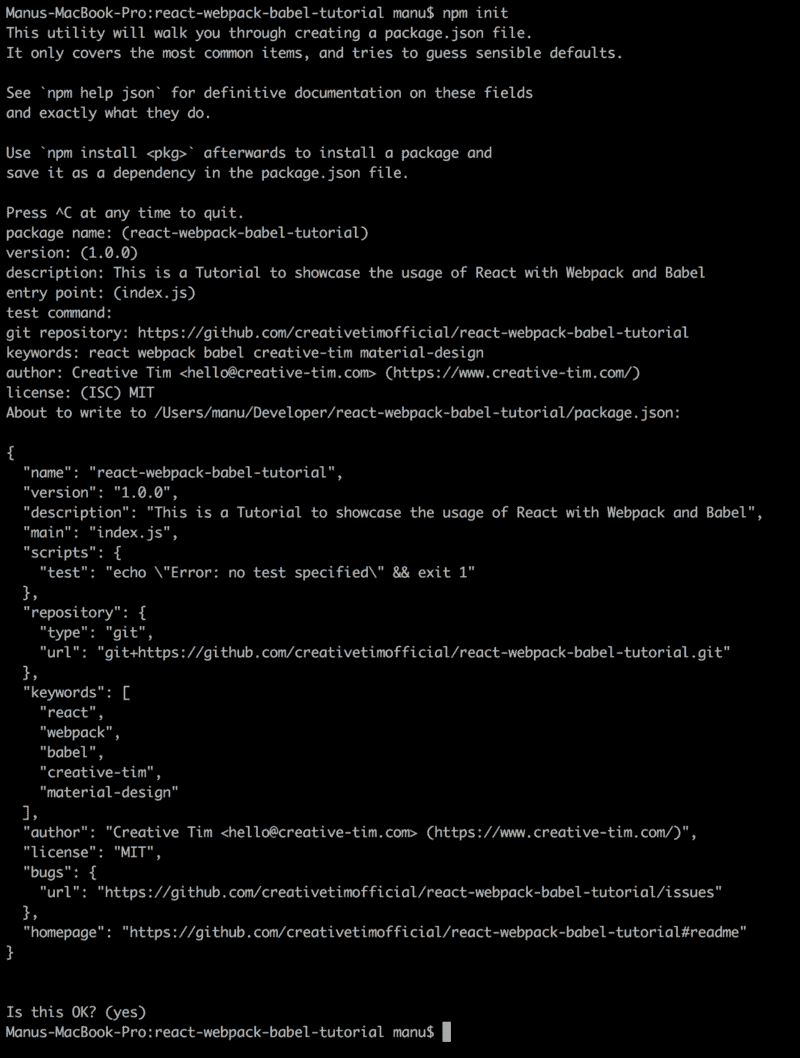 Manus-MacBook-Pro:react-webpack-babel-tutorial manu$ npm init
This utility will walk you through creating a package.json file.
It only covers the most common items, and tries to guess sensible defaults.

See `npm help json` for definitive documentation on these fields
and exactly what they do.

Use `npm install <pkg>` afterwards to install a package and
save it as a dependency in the package.json file.

Press ^C at any time to quit.
package name: (react-webpack-babel-tutorial)
version: (1.0.0)
description: This is a Tutorial to showcase the usage of React with Webpack and Babel
entry point: (index.js)
test command:
git repository: https://github.com/creativetimofficial/react-webpack-babel-tutorial
keywords: react webpack babel creative-tim material-design
author: Creative Tim <hello@creative-tim.com> (https://www.creative-tim.com/)
license: (ISC) MIT
About to write to /Users/manu/Developer/react-webpack-babel-tutorial/package.json:

{
  "name": "react-webpack-babel-tutorial",
  "version": "1.0.0",
  "description": "This is a Tutorial to showcase the usage of React with Webpack and Babel",
  "main": "index.js",
  "scripts": {
    "test": "echo \"Error: no test specified\" && exit 1"
  },
  "repository": {
    "type": "git",
    "url": "git+https://github.com/creativetimofficial/react-webpack-babel-tutorial.git"
  },
  "keywords": [
    "react",
    "webpack",
    "babel",
    "creative-tim",
    "material-design"
  ],
  "author": "Creative Tim <hello@creative-tim.com> (https://www.creative-tim.com/)",
  "license": "MIT",
  "bugs": {
    "url": "https://github.com/creativetimofficial/react-webpack-babel-tutorial/issues"
  },
  "homepage": "https://github.com/creativetimofficial/react-webpack-babel-tutorial#readme"
}

Is this OK? (yes)
Manus-MacBook-Pro:react-webpack-babel-tutorial manu$